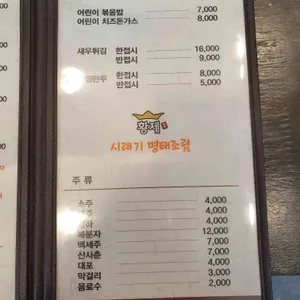 어린이 볶음밥 7,000
어린이 치즈돈가스 8,000
새우튀김 한접시 16,000
반접시 9,000
한접시 8,000
반접시 5,000
황제
시래기 명태조림
주 류
소주 4,000
4,000
4,000
복분자 12,000
백세주 7,000
산사춘 7,000
대포 4,000
막걸리 3,000
음료수 2,000